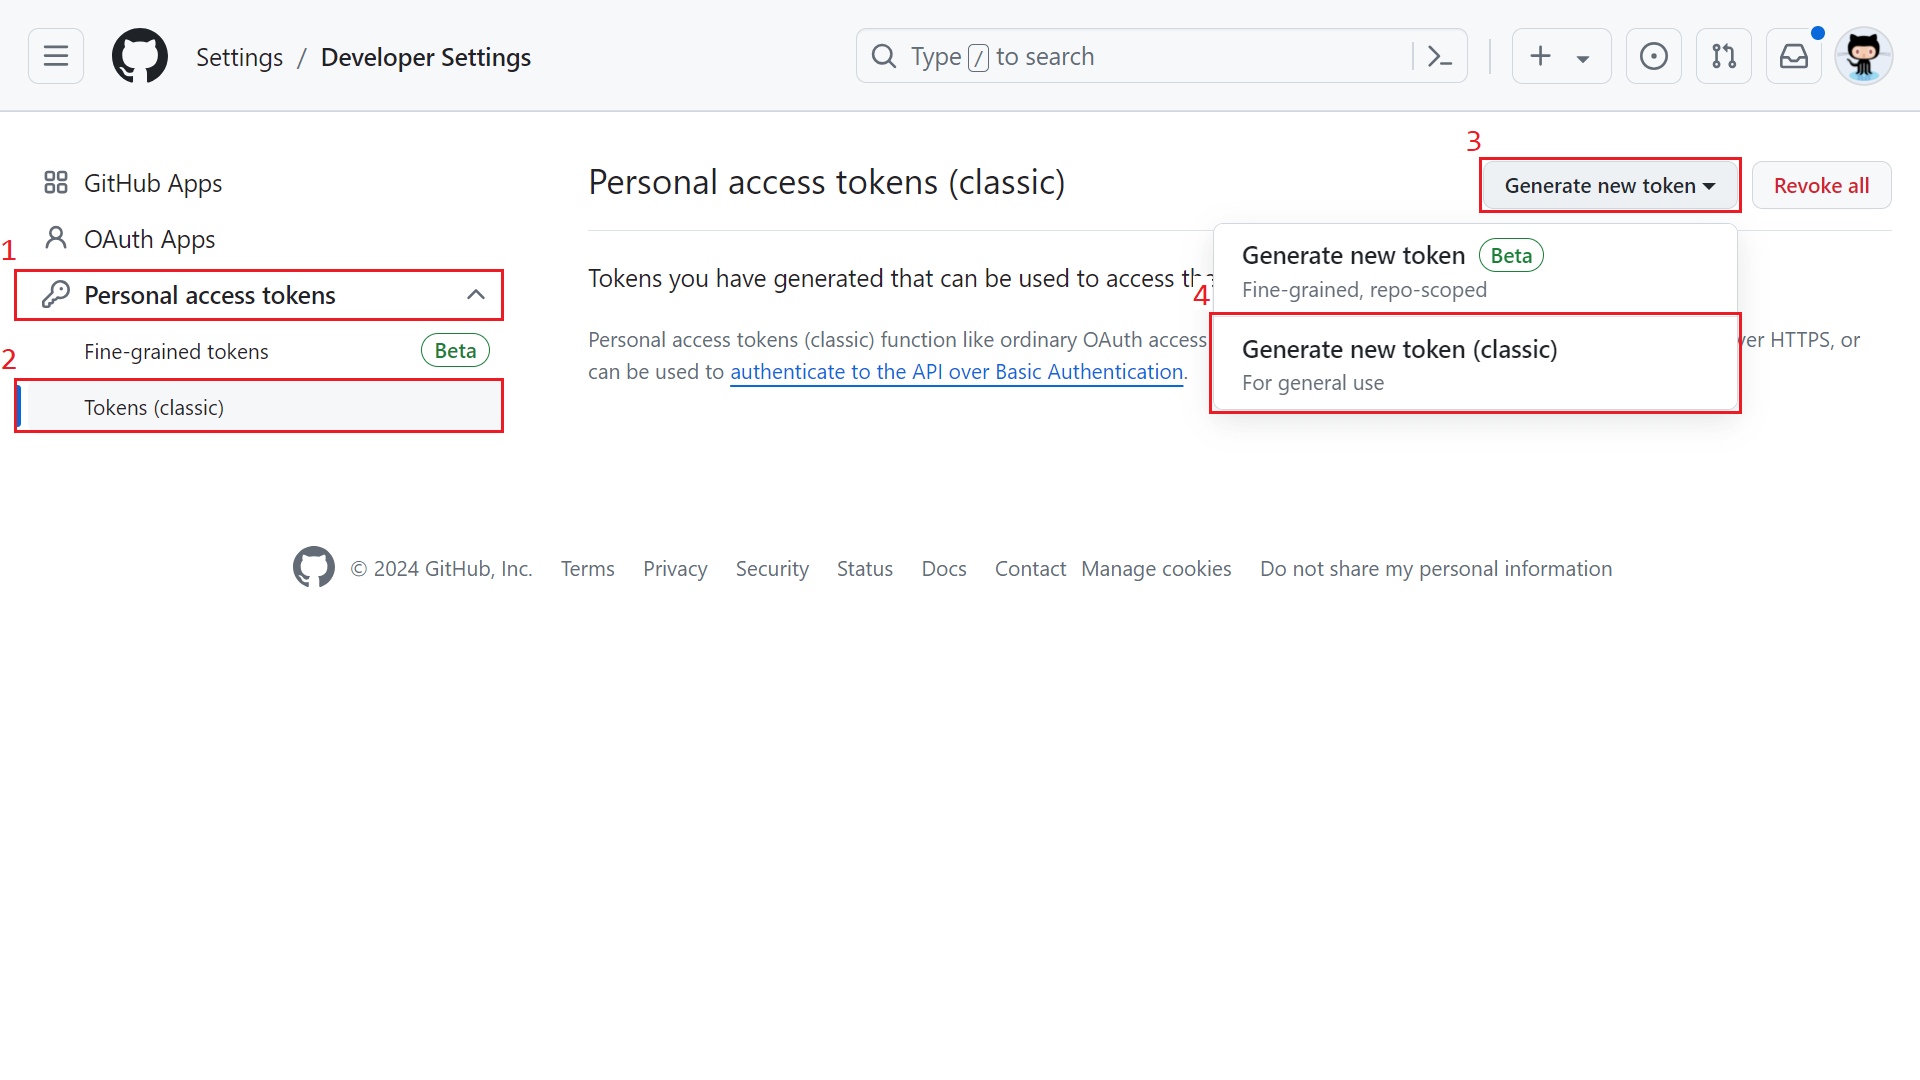 Settings / Developer Settings
Type / to search
GitHub Apps
OAuth Apps
1
Personal access tokens
2
Fine-grained tokens Beta
Tokens (classic)
Personal access tokens (classic)
3
Generate new token
Revoke all
Tokens you have generated that can be used to access
Personal access tokens (classic) function like ordinary OAuth access
ver HTTPS, or
can be used to authenticate to the API over Basic Authentication.
Generate new token Beta
Fine-grained, repo-scoped
4
Generate new token (classic)
For general use
© 2024 GitHub, Inc. Terms Privacy Security Status Docs Contact Manage cookies Do not share my personal information